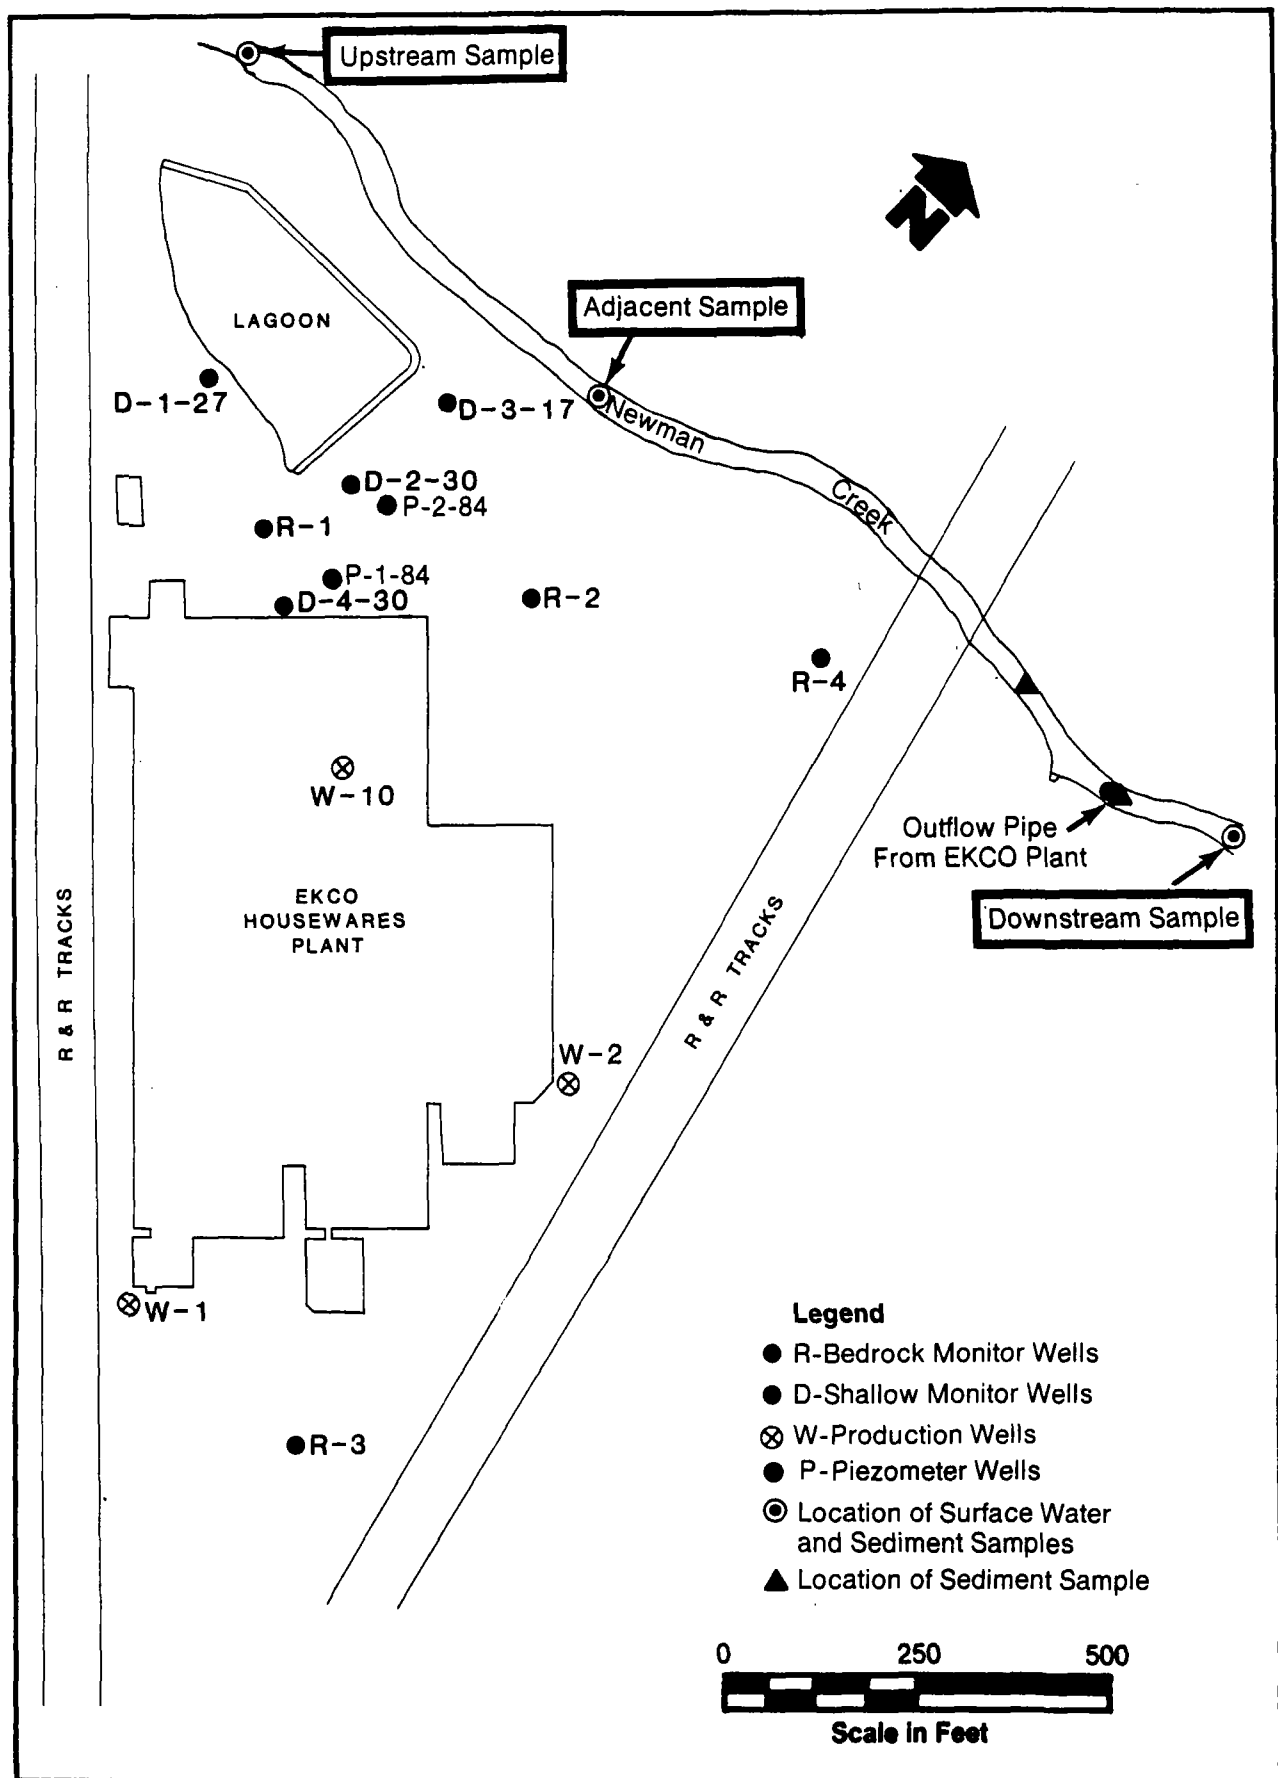 Upstream Sample
N
Adjacent Sample
LAGOON
D-1-27
D-3-17
Newman
Creek
D-2-30
P-2-84
R-1
P-1-84
D-4-30
R-2
R-4
W-10
Outflow Pipe
From EKCO Plant
Downstream Sample
EKCO
HOUSEWARES
PLANT
R & R TRACKS
R & R TRACKS
W-2
W-1
R-3
Legend
R-Bedrock Monitor Wells
D-Shallow Monitor Wells
W-Production Wells
P-Piezometer Wells
Location of Surface Water
and Sediment Samples
Location of Sediment Sample
0 250 500
Scale in Feet